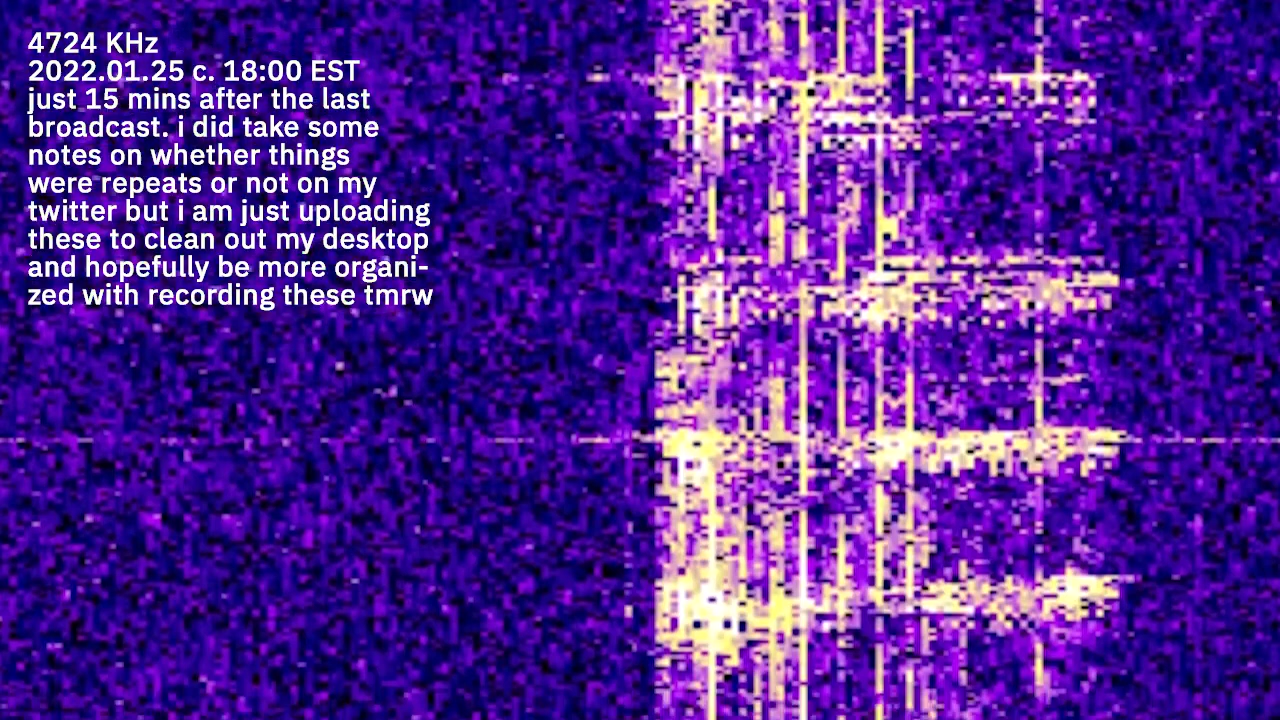 4724 KHz
2022.01.25 c. 18:00 EST
just 15 mins after the last
broadcast. i did take some
notes on whether things
were repeats or not on my
twitter but i am just uploading
these to clean out my desktop
and hopefully be more organi-
zed with recording these tmrw